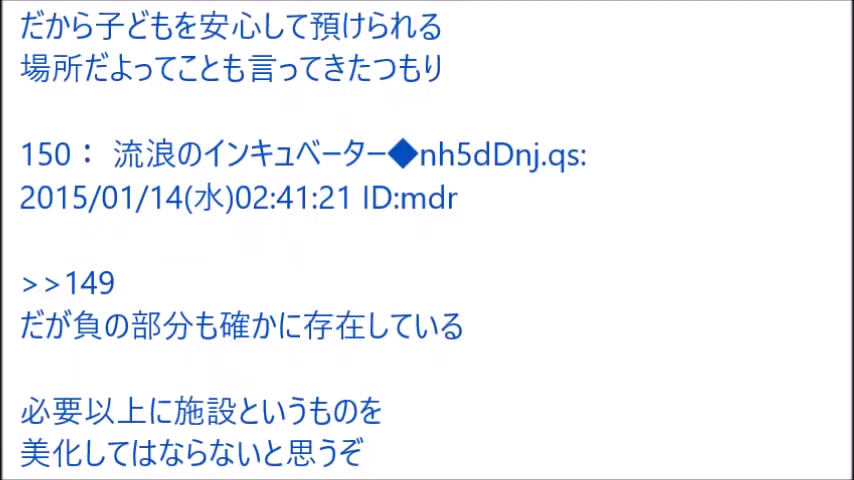 だから子どもを安心して預けられる
場所だよってことも言ってきたつもり
150： 流浪のインキュベーター◆nh5dDnj.qs:
2015/01/14(水)02:41:21 ID:mdr
>>149
だが負の部分も確かに存在している
必要以上に施設というものを
美化してはならないと思うぞ